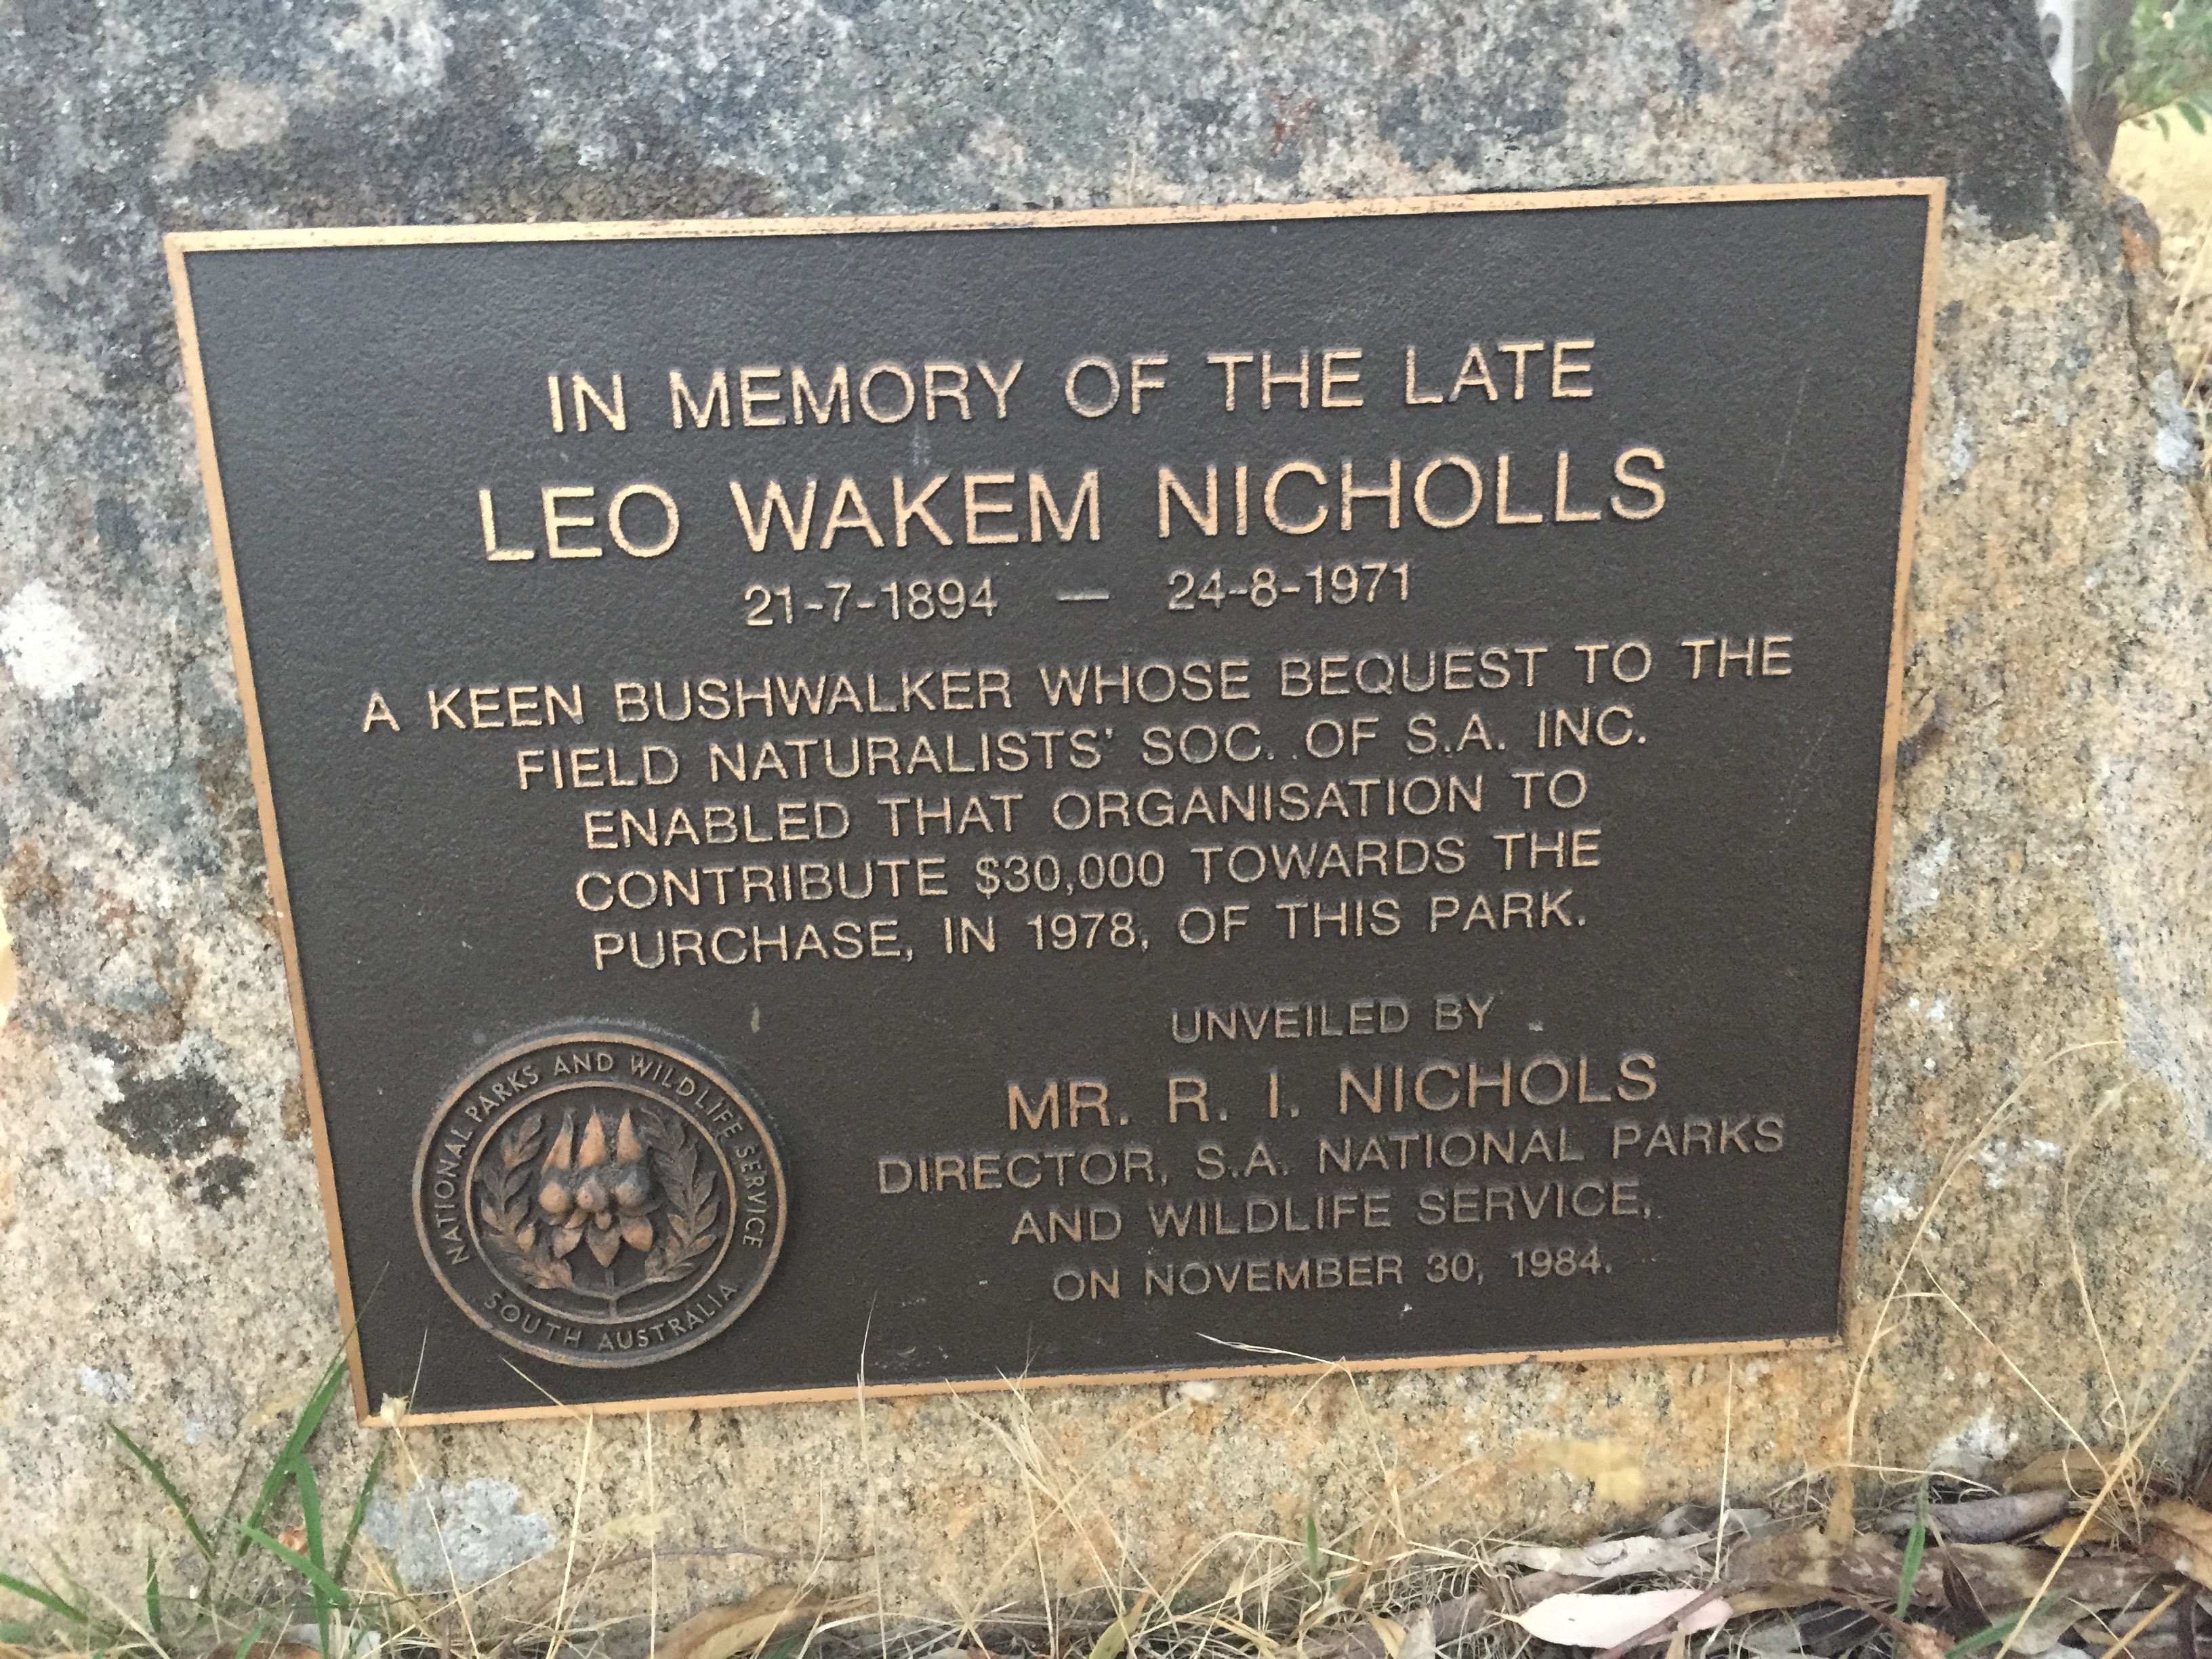 IN MEMORY OF THE LATE
LEO WAKEM NICHOLLS
21-7-1894 — 24-8-1971
A KEEN BUSHWALKER WHOSE BEQUEST TO THE
FIELD NATURALISTS' SOC. OF S.A. INC.
ENABLED THAT ORGANISATION TO
CONTRIBUTE $30,000 TOWARDS THE
PURCHASE, IN 1978, OF THIS PARK.
UNVEILED BY
MR. R. I. NICHOLS
DIRECTOR, S.A. NATIONAL PARKS
AND WILDLIFE SERVICE,
ON NOVEMBER 30, 1984.
NATIONAL PARKS AND WILDLIFE SERVICE
SOUTH AUSTRALIA